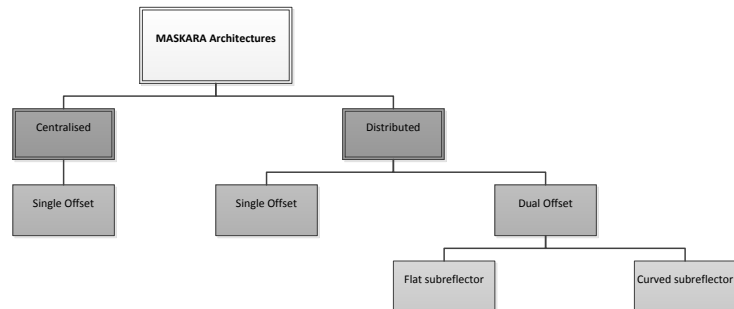 MASKARA Architectures
Centralised
Distributed
Single Offset
Single Offset
Dual Offset
Flat subreflector
Curved subreflector